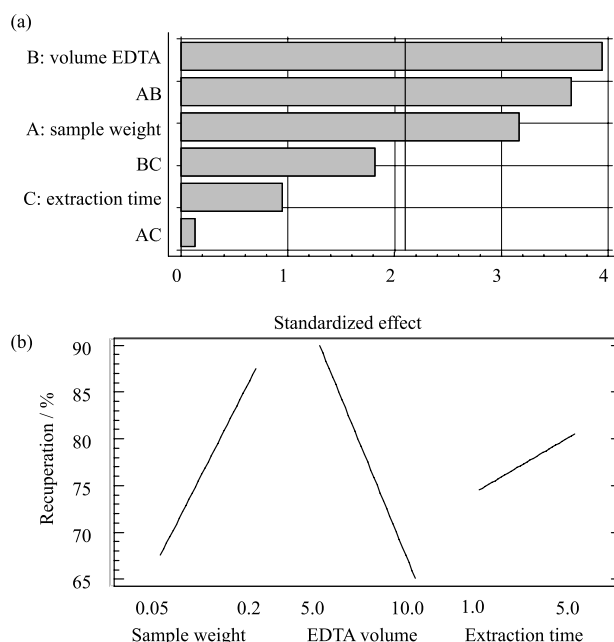 (a)
B: volume EDTA
AB
A: sample weight
BC
C: extraction time
AC
0 1 2 3 4
Standardized effect
(b)
Recuperation / %
90
85
80
70
65
0.05 0.2 5.0 10.0 1.0 5.0
Sample weight EDTA volume Extraction time